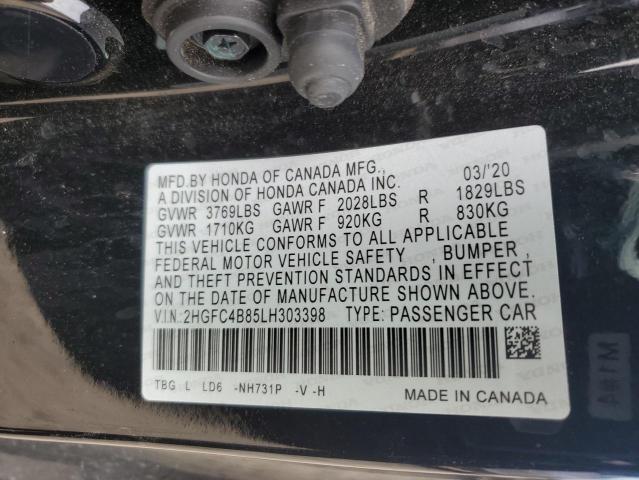 MFD.BY HONDA OF CANADA MFG., 03/'20
A DIVISION OF HONDA CANADA INC.
GVWR 3769LBS GAWR F 2028LBS R 1829LBS
GVWR 1710KG GAWR F 920KG R 830KG
THIS VEHICLE CONFORMS TO ALL APPLICABLE
FEDERAL MOTOR VEHICLE SAFETY , BUMPER ,
AND THEFT PREVENTION STANDARDS IN EFFECT
ON THE DATE OF MANUFACTURE SHOWN ABOVE.
V.I.N:2HGFC4B85LH303398 TYPE: PASSENGER CAR
TBG L LD6 -NH731P -V -H
MADE IN CANADA